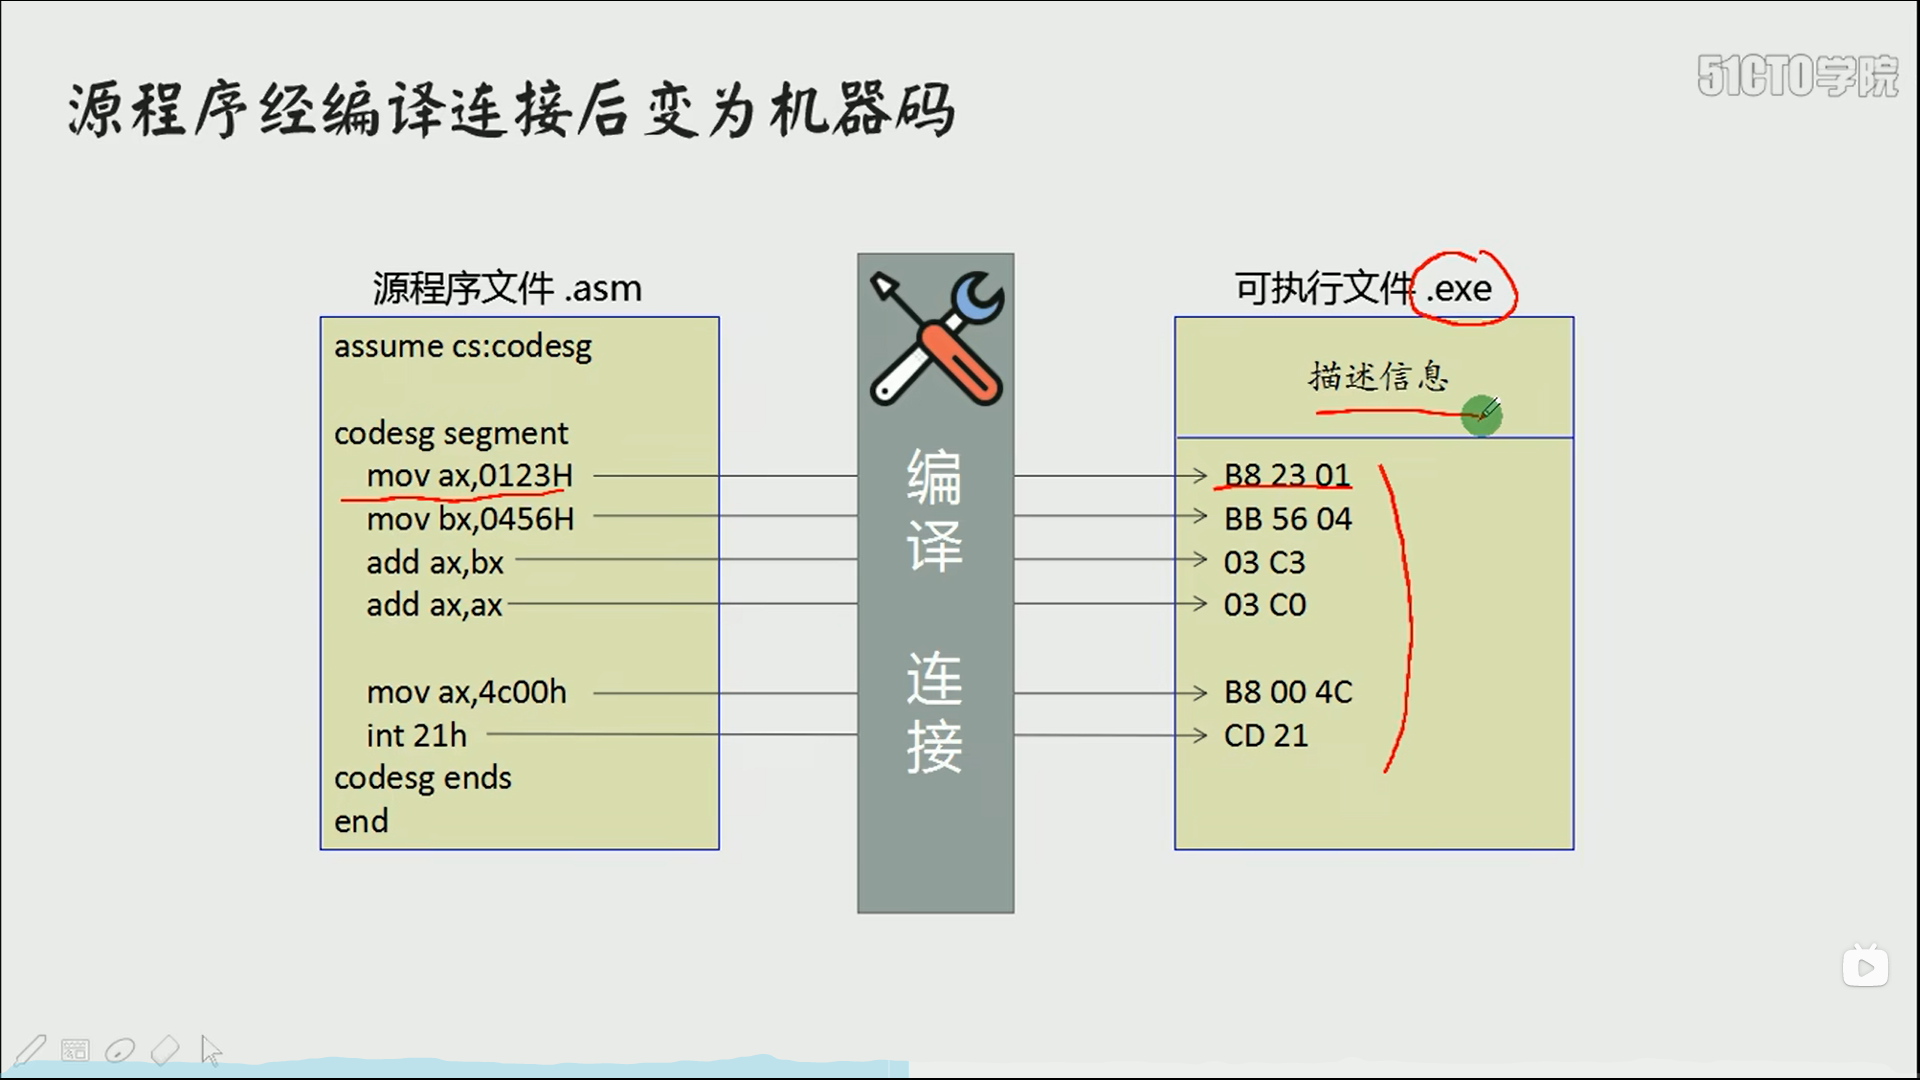 51CTO学院
源程序经编译连接后变为机器码
源程序文件 .asm
assume cs:codesg
codesg segment
mov ax,0123H
mov bx,0456H
add ax,bx
add ax,ax
mov ax,4c00h
int 21h
codesg ends
end
编译
连接
可执行文件 .exe
描述信息
B8 23 01
BB 56 04
03 C3
03 C0
B8 00 4C
CD 21